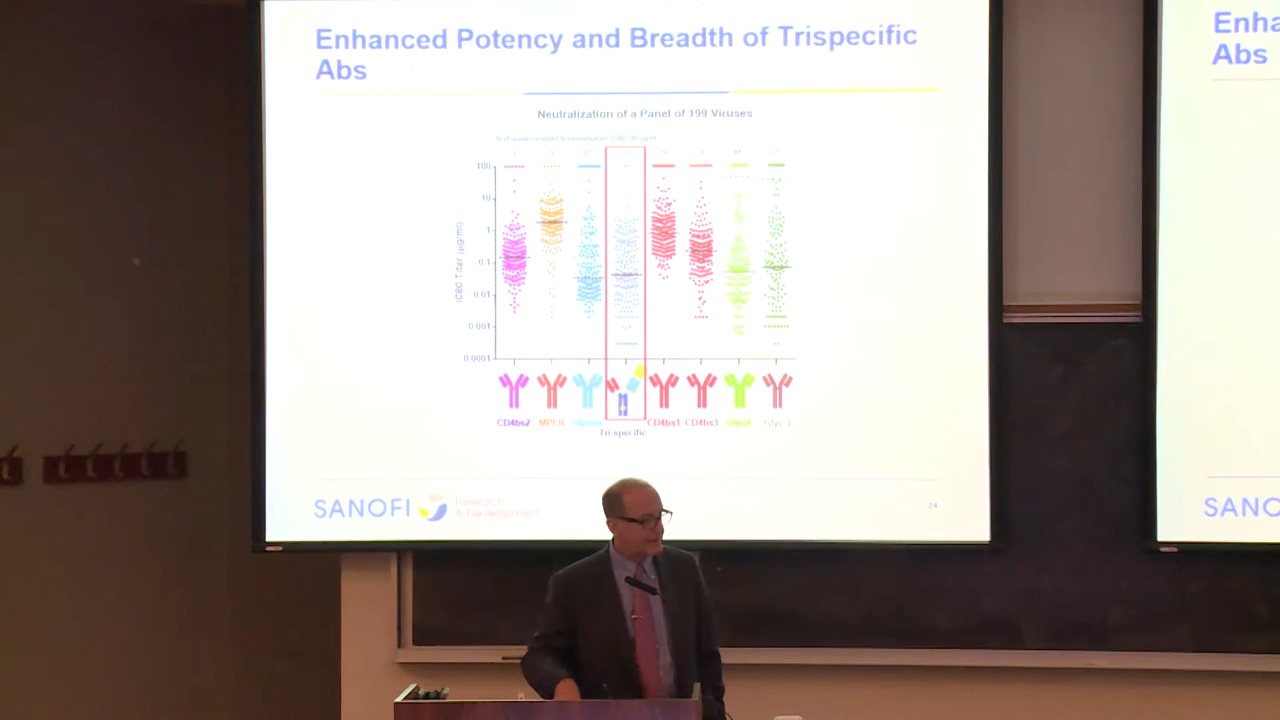 Enhanced Potency and Breadth of Trispecific
Abs
Neutralization of a Panel of 199 Viruses
100
10
1
0.1
0.01
0.001
0.0001
IC80 Titer (µg/ml)
CD4bs2 MPER CD4bs1 CD4bs3
Tri-specific
SANOFI
Research
& Development
24
Enha
Abs
SANO